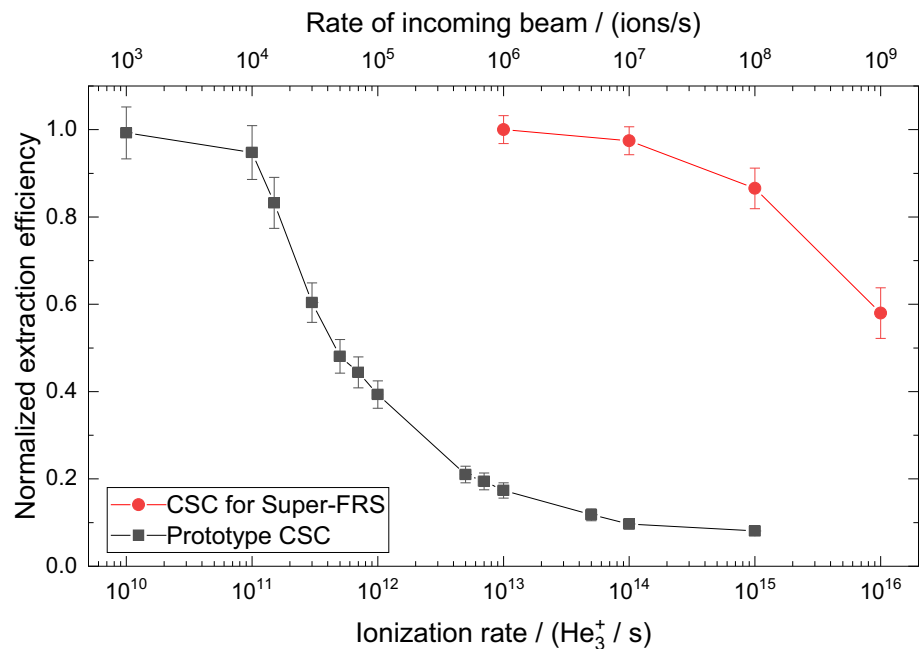 Rate of incoming beam / (ions/s)
10³ 10⁴ 10⁵ 10⁶ 10⁷ 10⁸ 10⁹
Normalized extraction efficiency
1.0
0.8
0.6
0.4
0.2
0.0
CSC for Super-FRS
Prototype CSC
10¹⁰ 10¹¹ 10¹² 10¹³ 10¹⁴ 10¹⁵ 10¹⁶
Ionization rate / (He₃⁺ / s)